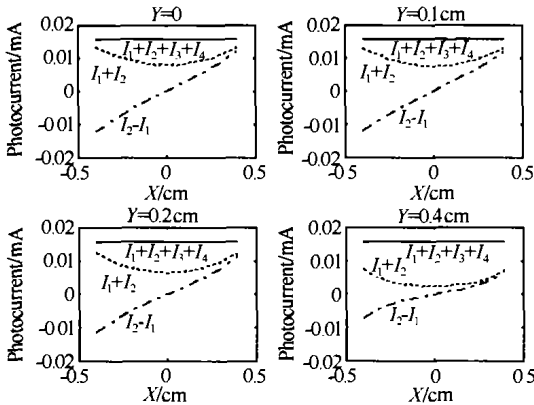 Y=0
Photocurrent/mA
0.02
0.01
0
-0.01
-0.02
I₁+I₂+I₃+I₄
I₁+I₂
I₂-I₁
-0.5
0
0.5
X/cm
Y=0.1cm
Photocurrent/mA
0.02
0.01
0
-0.01
-0.02
I₁+I₂+I₃+I₄
I₁+I₂
I₂-I₁
-0.5
0
0.5
X/cm
Y=0.2cm
Photocurrent/mA
0.02
0.01
0
-0.01
-0.02
I₁+I₂+I₃+I₄
I₁+I₂
I₂-I₁
-0.5
0
0.5
X/cm
Y=0.4cm
Photocurrent/mA
0.02
0.01
0
-0.01
0.02
I₁+I₂+I₃+I₄
I₁+I₂
I₂-I₁
-0.5
0
0.5
X/cm